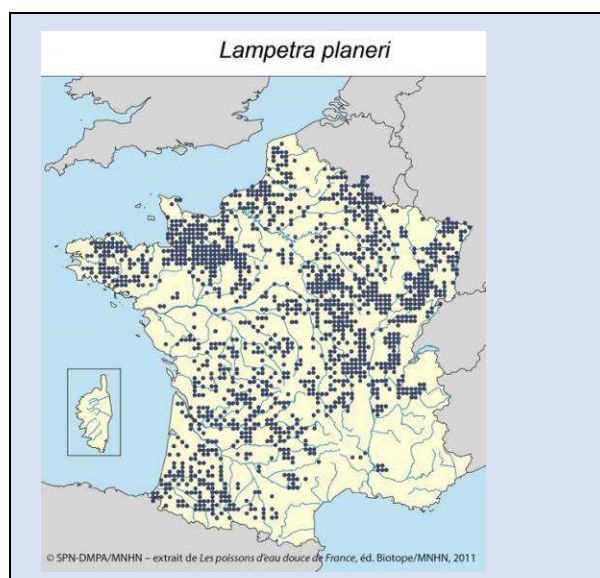 Lampetra planeri
© SPN-DMPA/MNHN – extrait de Les poissons d'eau douce de France, éd. Biotope/MNHN, 2011